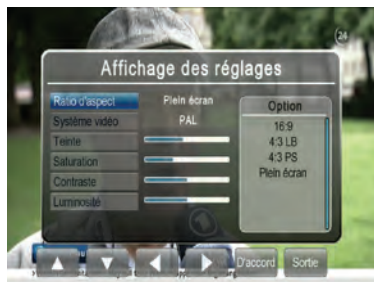 24
Affichage des réglages
Ratio d'aspect Plein écran
Système vidéo PAL
Teinte
Saturation
Contraste
Luminosité
Option
16:9
4:3 LB
4:3 PS
Plein écran
D'accord Sortie